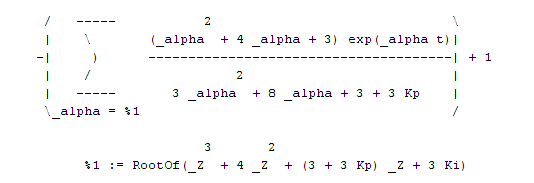 /  -----              2                              \
|   \      (_alpha  + 4 _alpha + 3) exp(_alpha t)|
-|    )     --------------------------------------| + 1
|   /                 2                              |
|  -----      3 _alpha  + 8 _alpha + 3 + 3 Kp        |
\_alpha = %1                                         /
3       2
%1 := RootOf(_Z  + 4 _Z  + (3 + 3 Kp) _Z + 3 Ki)